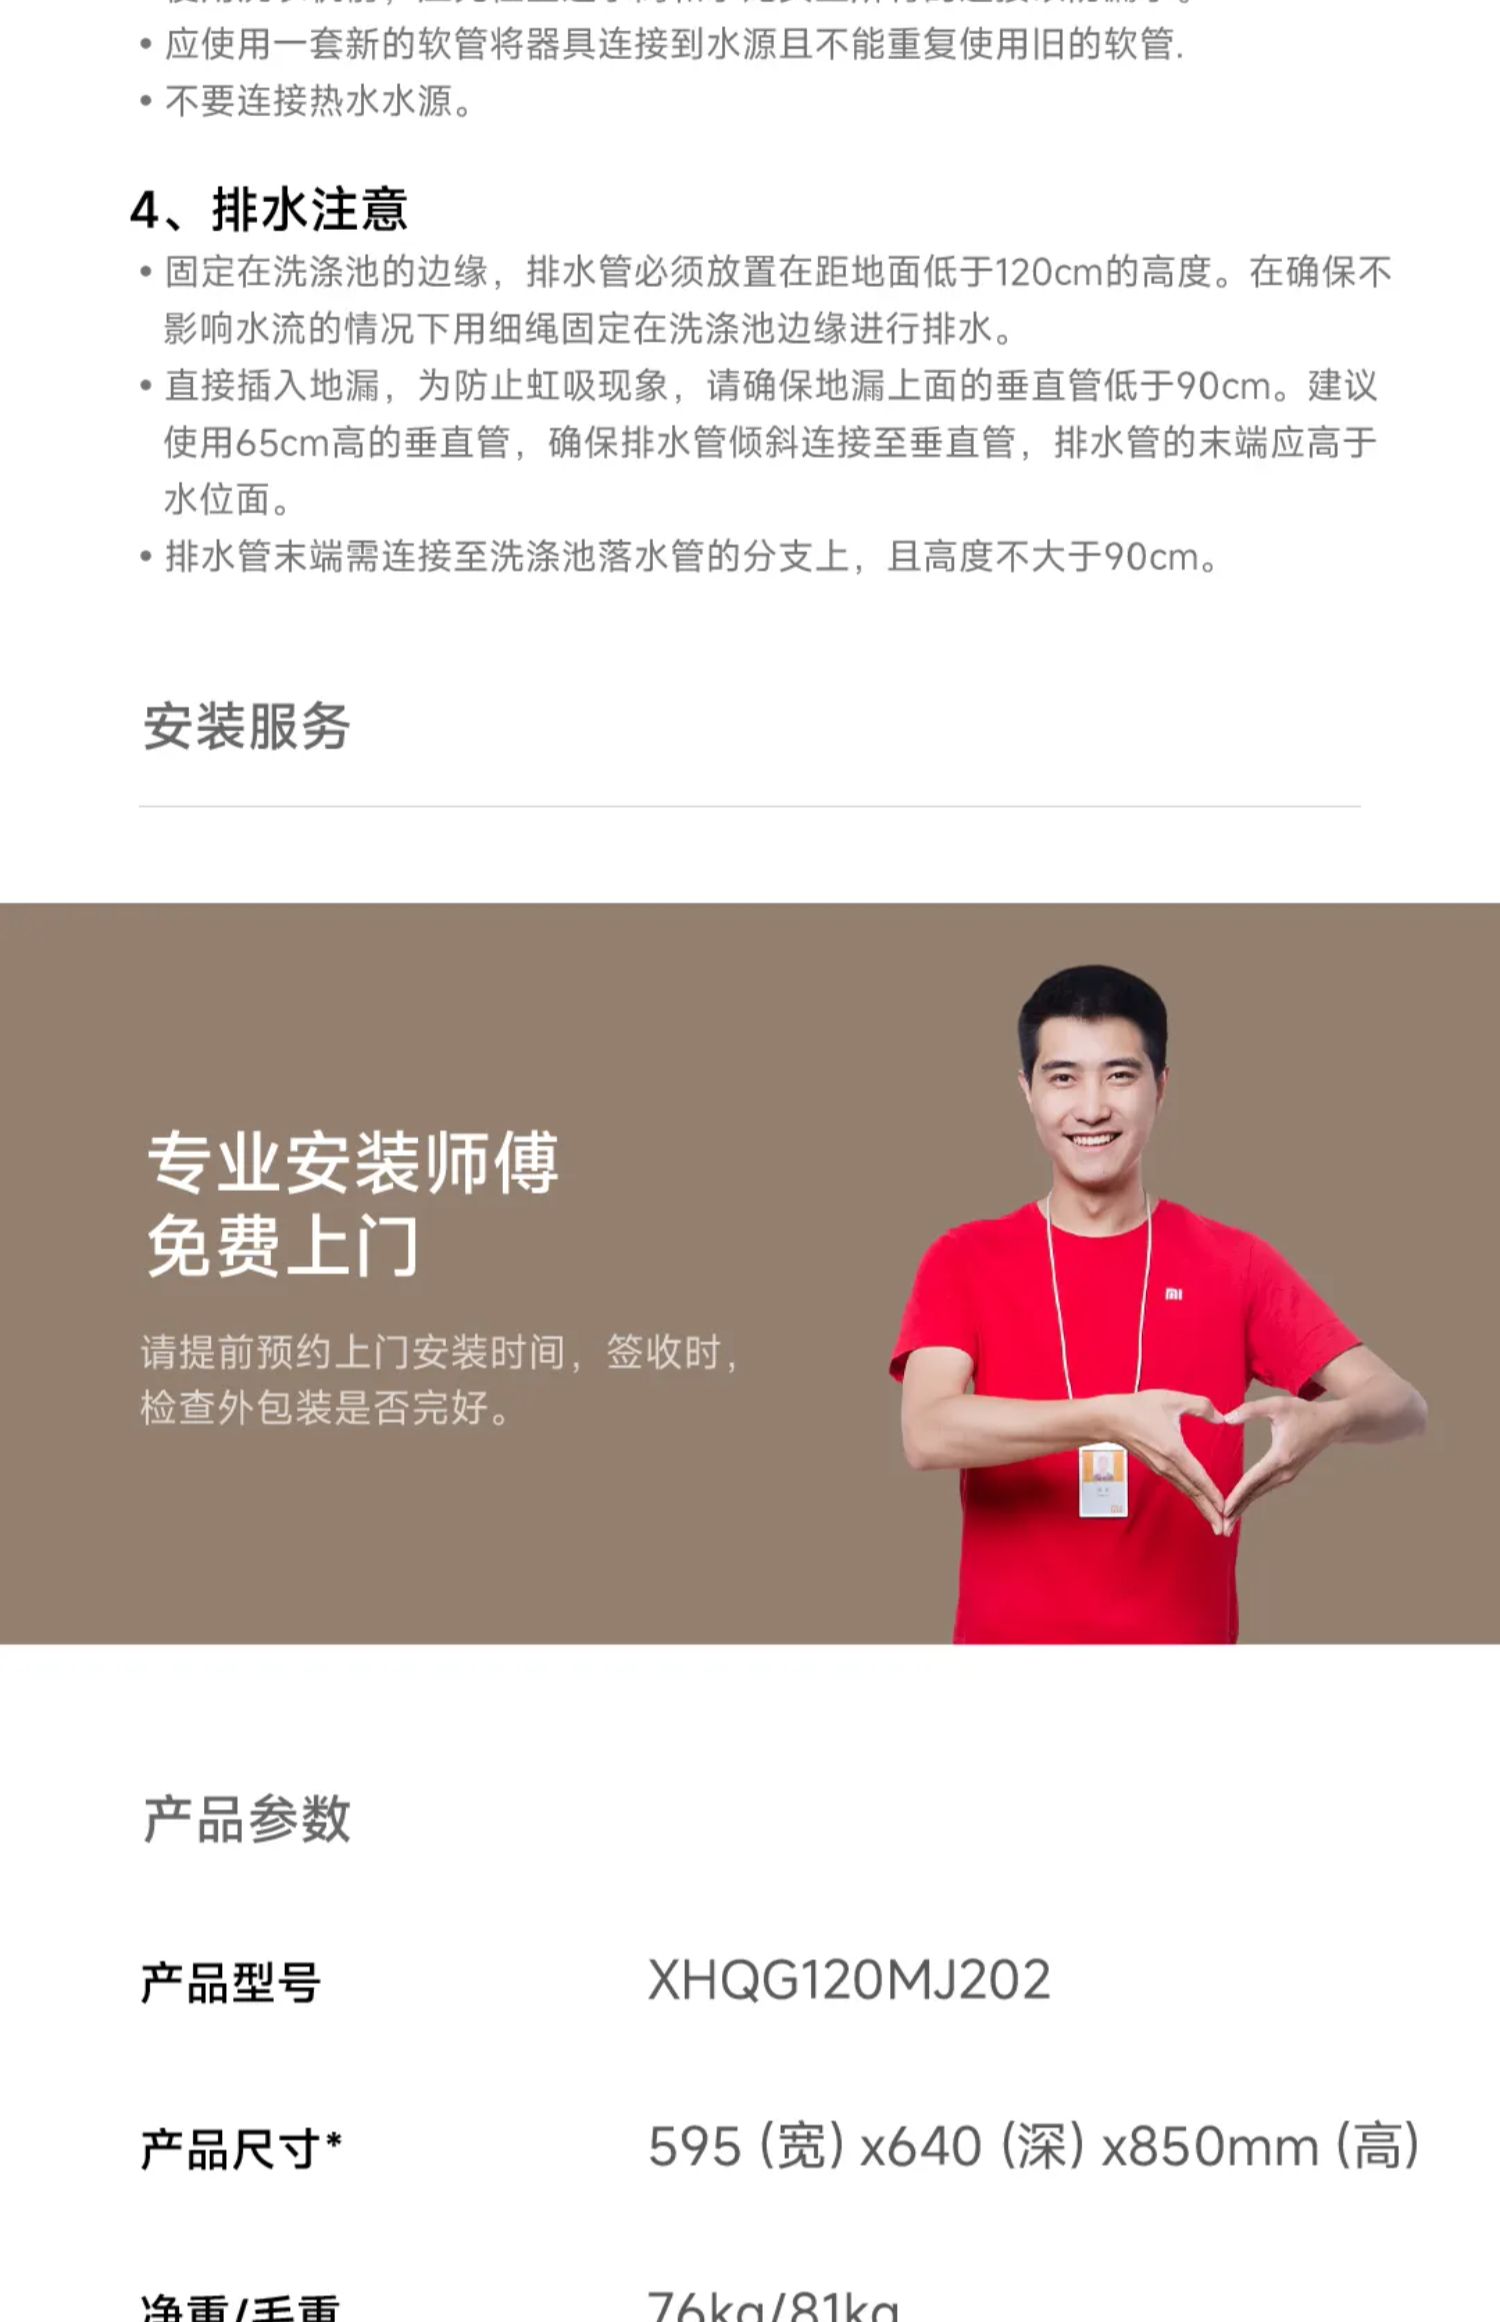 • 应使用一套新的软管将器具连接到水源且不能重复使用旧的软管.
• 不要连接热水水源。
4、排水注意
• 固定在洗涤池的边缘，排水管必须放置在距地面低于120cm的高度。在确保不
影响水流的情况下用细绳固定在洗涤池边缘进行排水。
• 直接插入地漏，为防止虹吸现象，请确保地漏上面的垂直管低于90cm。建议
使用65cm高的垂直管，确保排水管倾斜连接至垂直管，排水管的末端应高于
水位面。
• 排水管末端需连接至洗涤池落水管的分支上，且高度不大于90cm。
安装服务
专业安装师傅
免费上门
请提前预约上门安装时间，签收时，
检查外包装是否完好。
产品参数
产品型号 XHQG120MJ202
产品尺寸* 595 (宽) x640 (深) x850mm (高)
净重/毛重 76kg/81kg